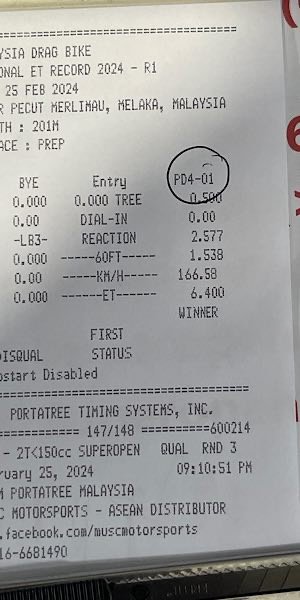 YSIA DRAG BIKE
ONAL ET RECORD 2024 - R1
25 FEB 2024
R PECUT MERLIMAU, MELAKA, MALAYSIA
TH : 201M
ACE : PREP
BYE Entry PD4-01
0.000 0.000 TREE 0.500
0.00 DIAL-IN 0.00
-LB3- REACTION 2.577
0.000 ------60FT----- 1.538
0.00 -----KM/H----- 166.58
0.000 ------ET------ 6.400
WINNER
FIRST
DISQUAL STATUS
ostart Disabled
PORTATREE TIMING SYSTEMS, INC.
=========== 147/148 ==========600214
- 2T<150cc SUPEROPEN QUAL RND 3
ruary 25, 2024 09:10:51 PM
M PORTATREE MALAYSIA
C MOTORSPORTS - ASEAN DISTRIBUTOR
.facebook.com/muscmotorsports
16-6681490